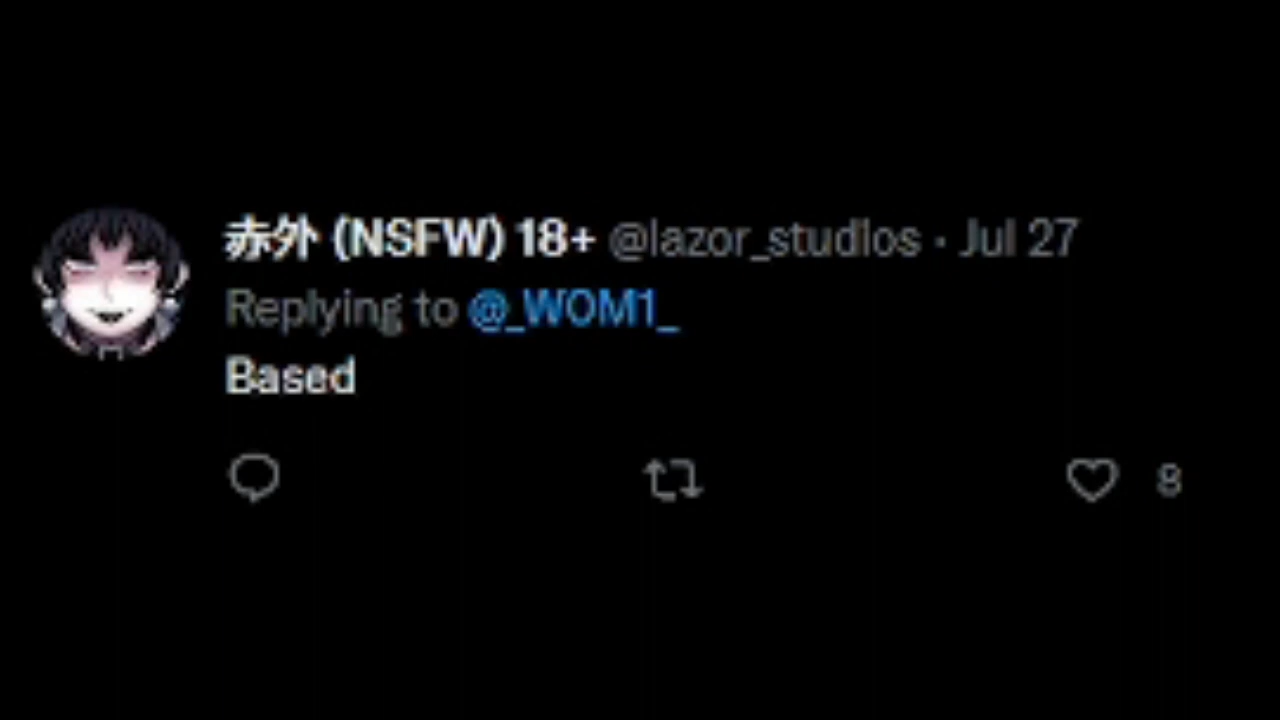 赤外 (NSFW) 18+ @lazor_studios · Jul 27
Replying to @_WOM1_
Based
8